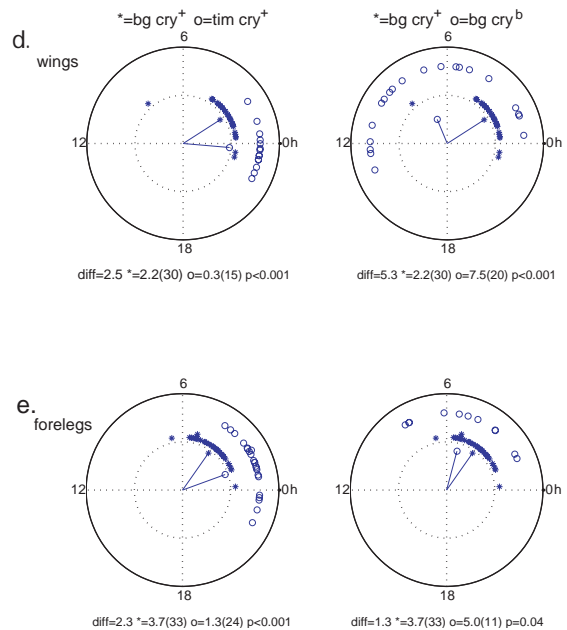 *=bg cry⁺ o=tim cry⁺
*=bg cry⁺ o=bg cryᵇ
d.
wings
6
12
0h
18
6
12
0h
18
diff=2.5 *=2.2(30) o=0.3(15) p<0.001
diff=5.3 *=2.2(30) o=7.5(20) p<0.001
e.
forelegs
6
12
0h
18
6
12
0h
18
diff=2.3 *=3.7(33) o=1.3(24) p<0.001
diff=1.3 *=3.7(33) o=5.0(11) p=0.04